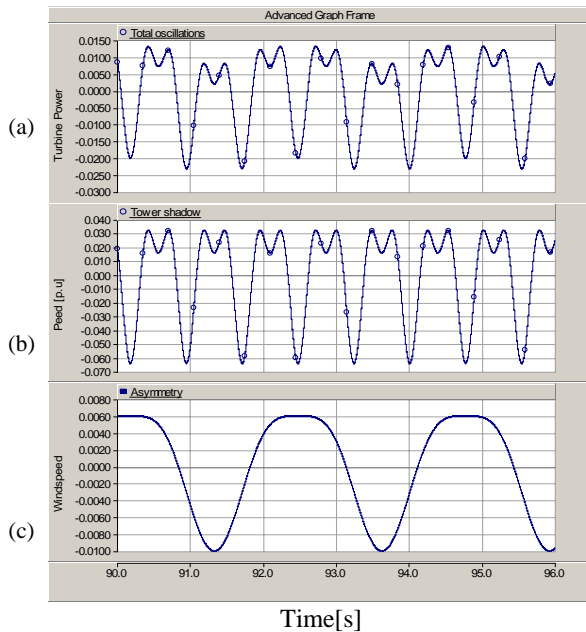 Advanced Graph Frame
Total oscillations
(a)
Turbine Power
0.0150
0.0100
0.0050
0.0000
-0.0050
-0.0100
-0.0150
-0.0200
-0.0250
-0.0300
Tower shadow
(b)
Peed [p.u]
0.040
0.030
0.020
0.010
0.000
-0.010
-0.020
-0.030
-0.040
-0.050
-0.060
-0.070
Asymmetry
(c)
Windspeed
0.0080
0.0060
0.0040
0.0020
0.0000
-0.0020
-0.0040
-0.0060
-0.0080
-0.0100
90.0 91.0 92.0 93.0 94.0 95.0 96.0
Time[s]